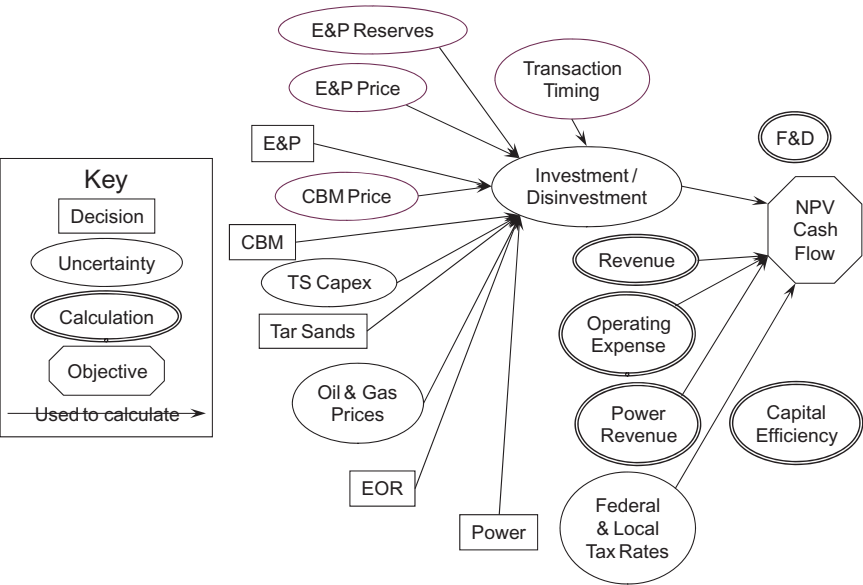 E&P Reserves
E&P Price
Transaction
Timing
F&D
E&P
Investment /
Disinvestment
Key
Decision
Uncertainty
Calculation
Objective
Used to calculate
CBM Price
CBM
TS Capex
Tar Sands
Oil & Gas
Prices
EOR
Power
NPV
Cash
Flow
Revenue
Operating
Expense
Power
Revenue
Capital
Efficiency
Federal
& Local
Tax Rates